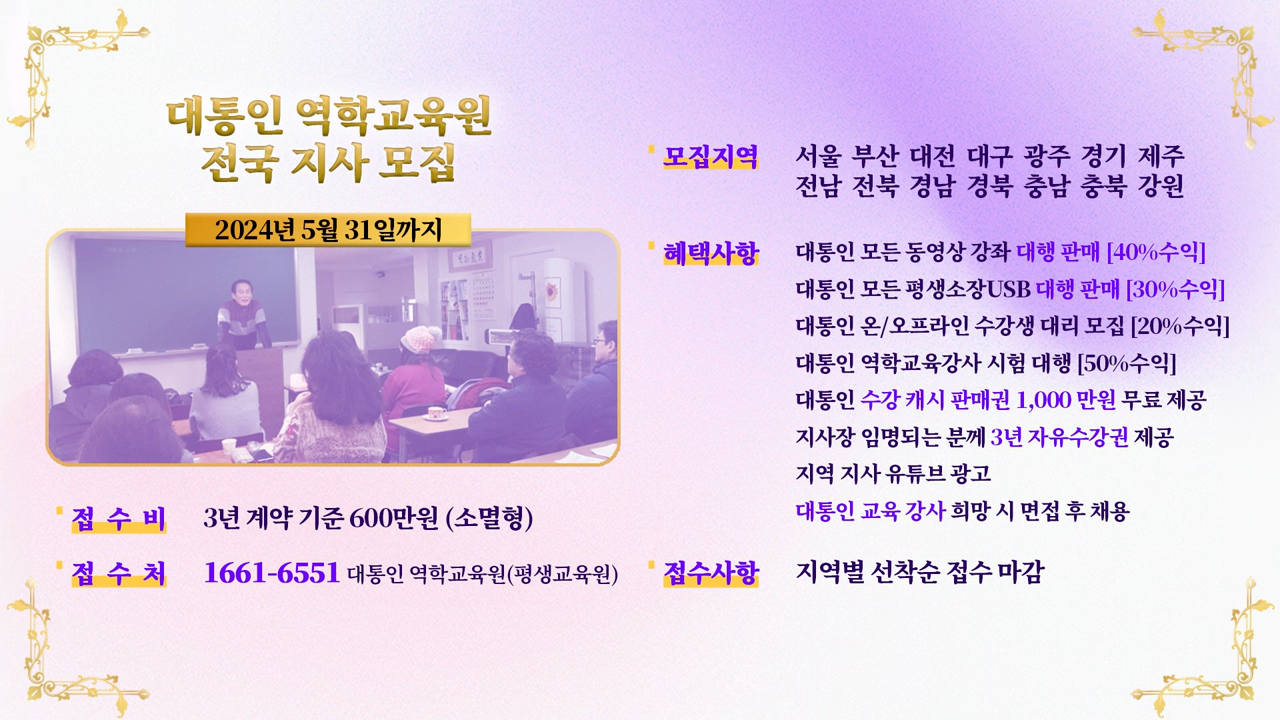 대통인 역학교육원
전국 지사 모집
2024년 5월 31일까지
접 수 비 3년 계약 기준 600만원 (소멸형)
접 수 처 1661-6551 대통인 역학교육원(평생교육원)
모집지역 서울 부산 대전 대구 광주 경기 제주
전남 전북 경남 경북 충남 충북 강원
혜택사항 대통인 모든 동영상 강좌 대행 판매 [40%수익]
대통인 모든 평생소장USB 대행 판매 [30%수익]
대통인 온/오프라인 수강생 대리 모집 [20%수익]
대통인 역학교육강사 시험 대행 [50%수익]
대통인 수강 캐시 판매권 1,000 만원 무료 제공
지사장 임명되는 분께 3년 자유수강권 제공
지역 지사 유튜브 광고
대통인 교육 강사 희망 시 면접 후 채용
접수사항 지역별 선착순 접수 마감